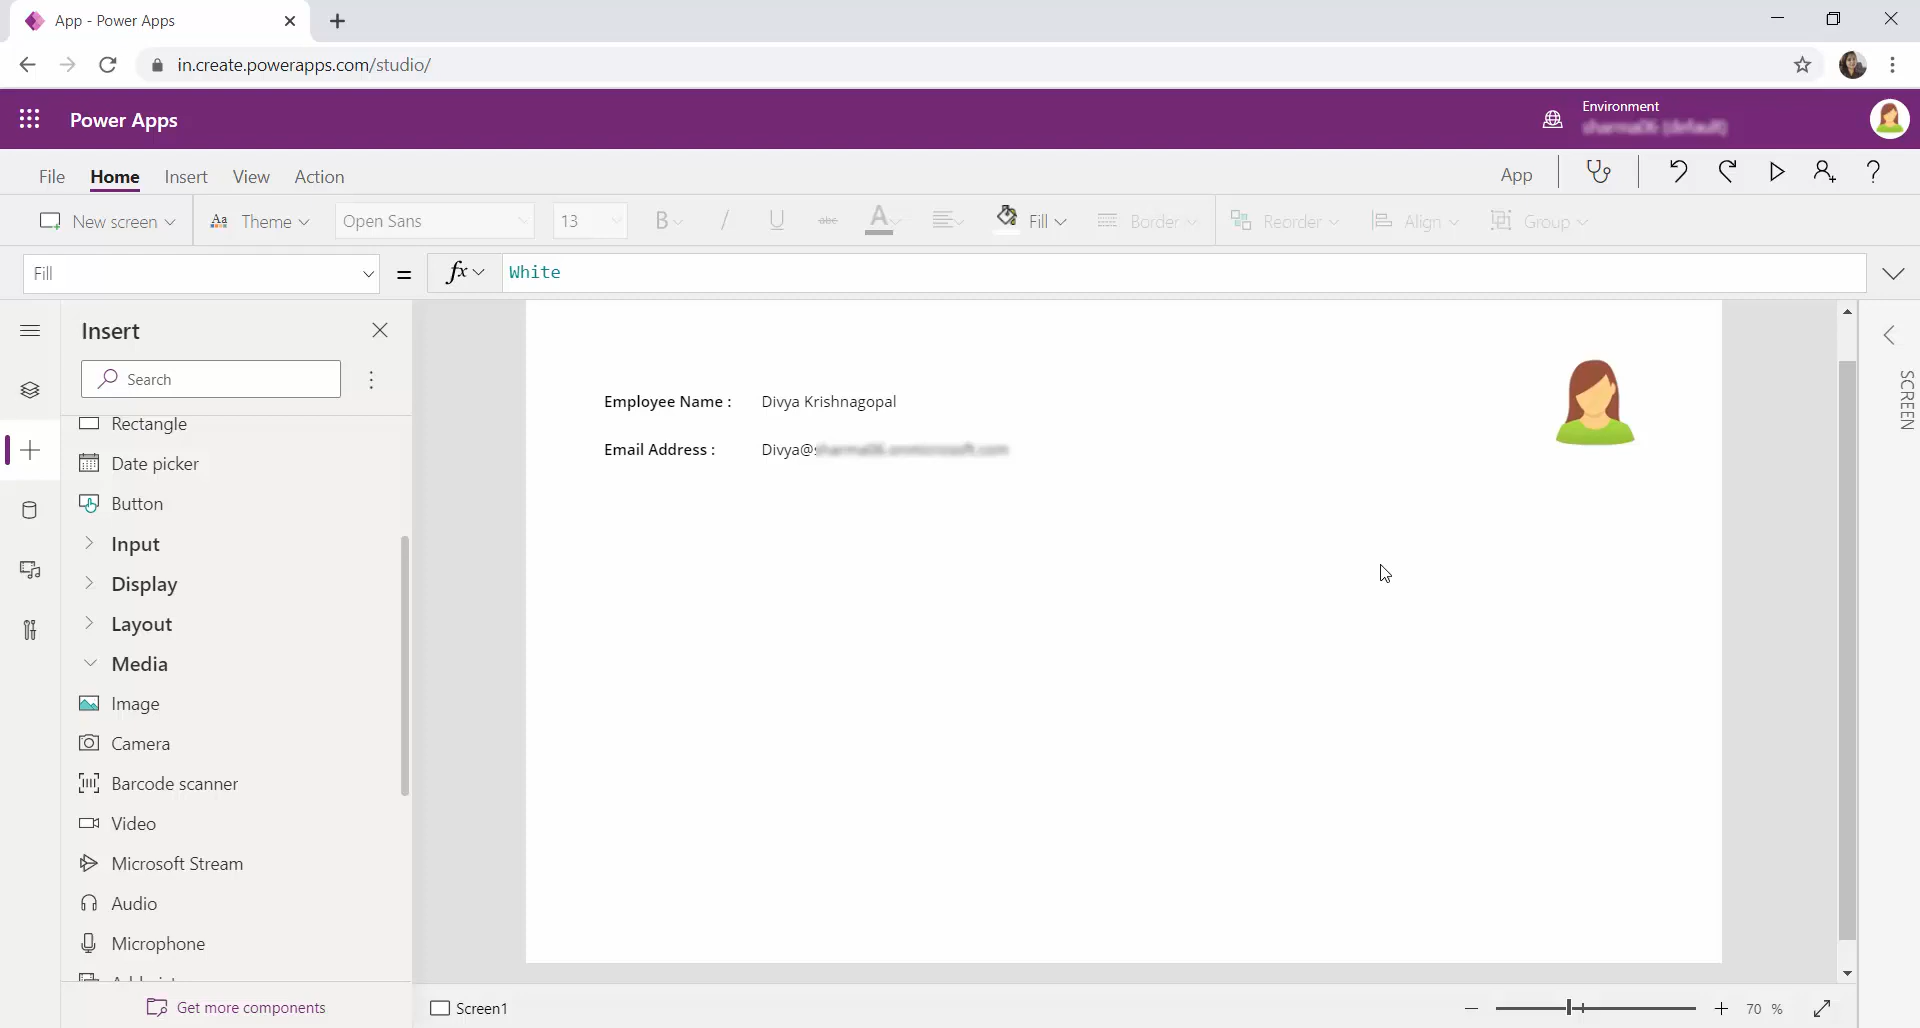 App - Power Apps
in.create.powerapps.com/studio/
Power Apps
Environment
File Home Insert View Action
App
New screen
Theme
Open Sans
13
B
/
U
abc
A
Fill
Border
Reorder
Align
Group
Fill
=
fx
White
Insert
Search
Rectangle
Date picker
Button
Input
Display
Layout
Media
Image
Camera
Barcode scanner
Video
Microsoft Stream
Audio
Microphone
Get more components
Employee Name : Divya Krishnagopal
Email Address : Divya@
SCREEN
Screen1
70 %